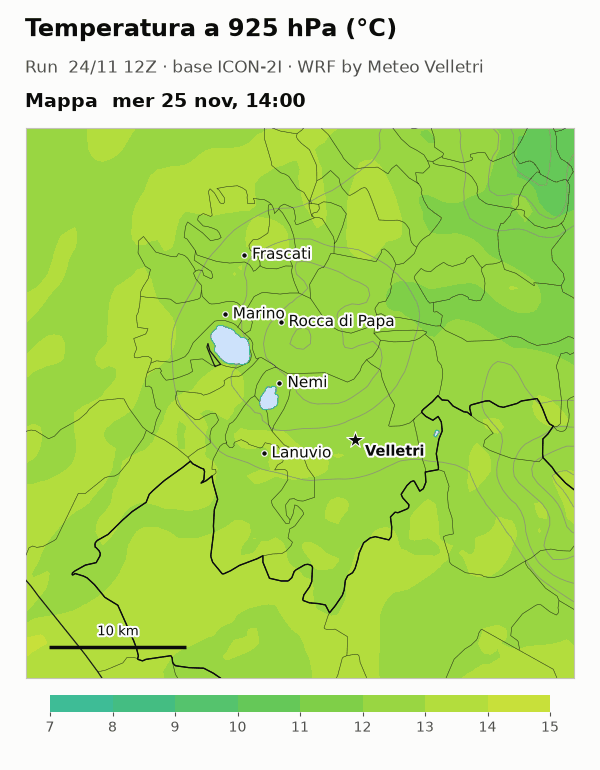 Temperatura a 925 hPa (°C)
Run  24/11 12Z · base ICON-2I · WRF by Meteo Velletri
Mappa  mer 25 nov, 14:00
Frascati
Marino
Rocca di Papa
Nemi
Velletri
Lanuvio
10 km
7 8 9 10 11 12 13 14 15